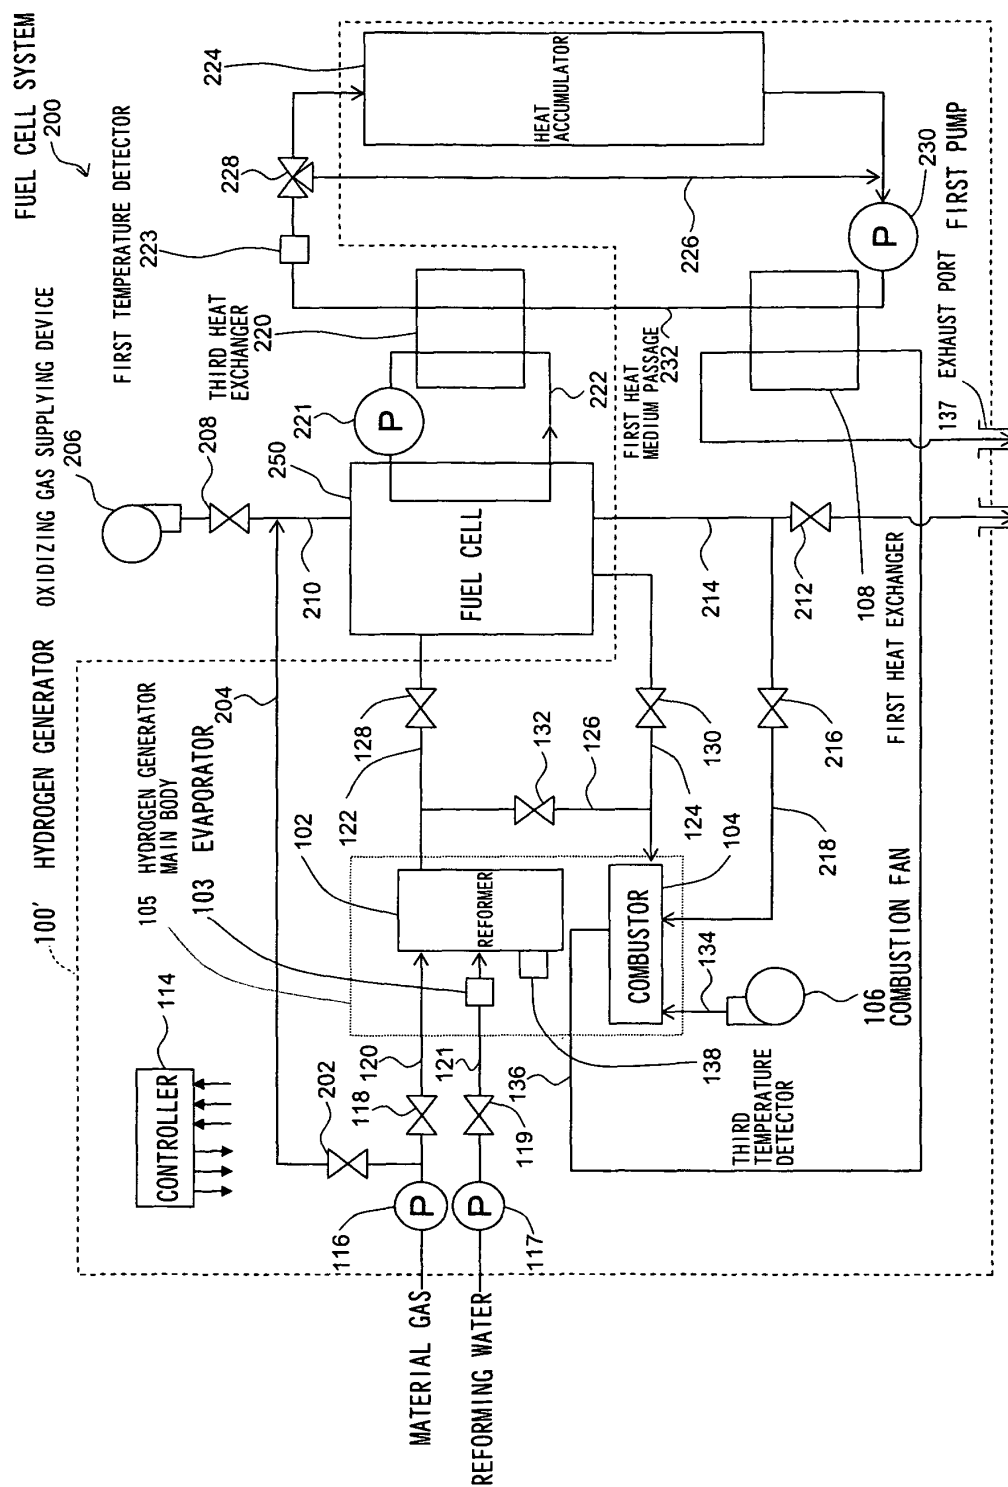 FUEL CELL SYSTEM
200
HYDROGEN GENERATOR
100′
OXIDIZING GAS SUPPLYING DEVICE
206
FIRST TEMPERATURE DETECTOR
223
HYDROGEN GENERATOR
MAIN BODY
105
EVAPORATOR
103
CONTROLLER
114
THIRD HEAT
EXCHANGER
220
HEAT
ACCUMULATOR
224
228
208
250
221
222
210
204
202
FUEL CELL
P
FIRST HEAT
MEDIUM PASSAGE
232
226
P
230
FIRST PUMP
EXHAUST PORT
137
128
122
132
126
130
124
102
REFORMER
104
COMBUSTOR
214
212
216
218
108
FIRST HEAT EXCHANGER
134
106
COMBUSTION FAN
138
THIRD
TEMPERATURE
DETECTOR
136
120
118
121
119
P
116
P
117
MATERIAL GAS
REFORMING WATER